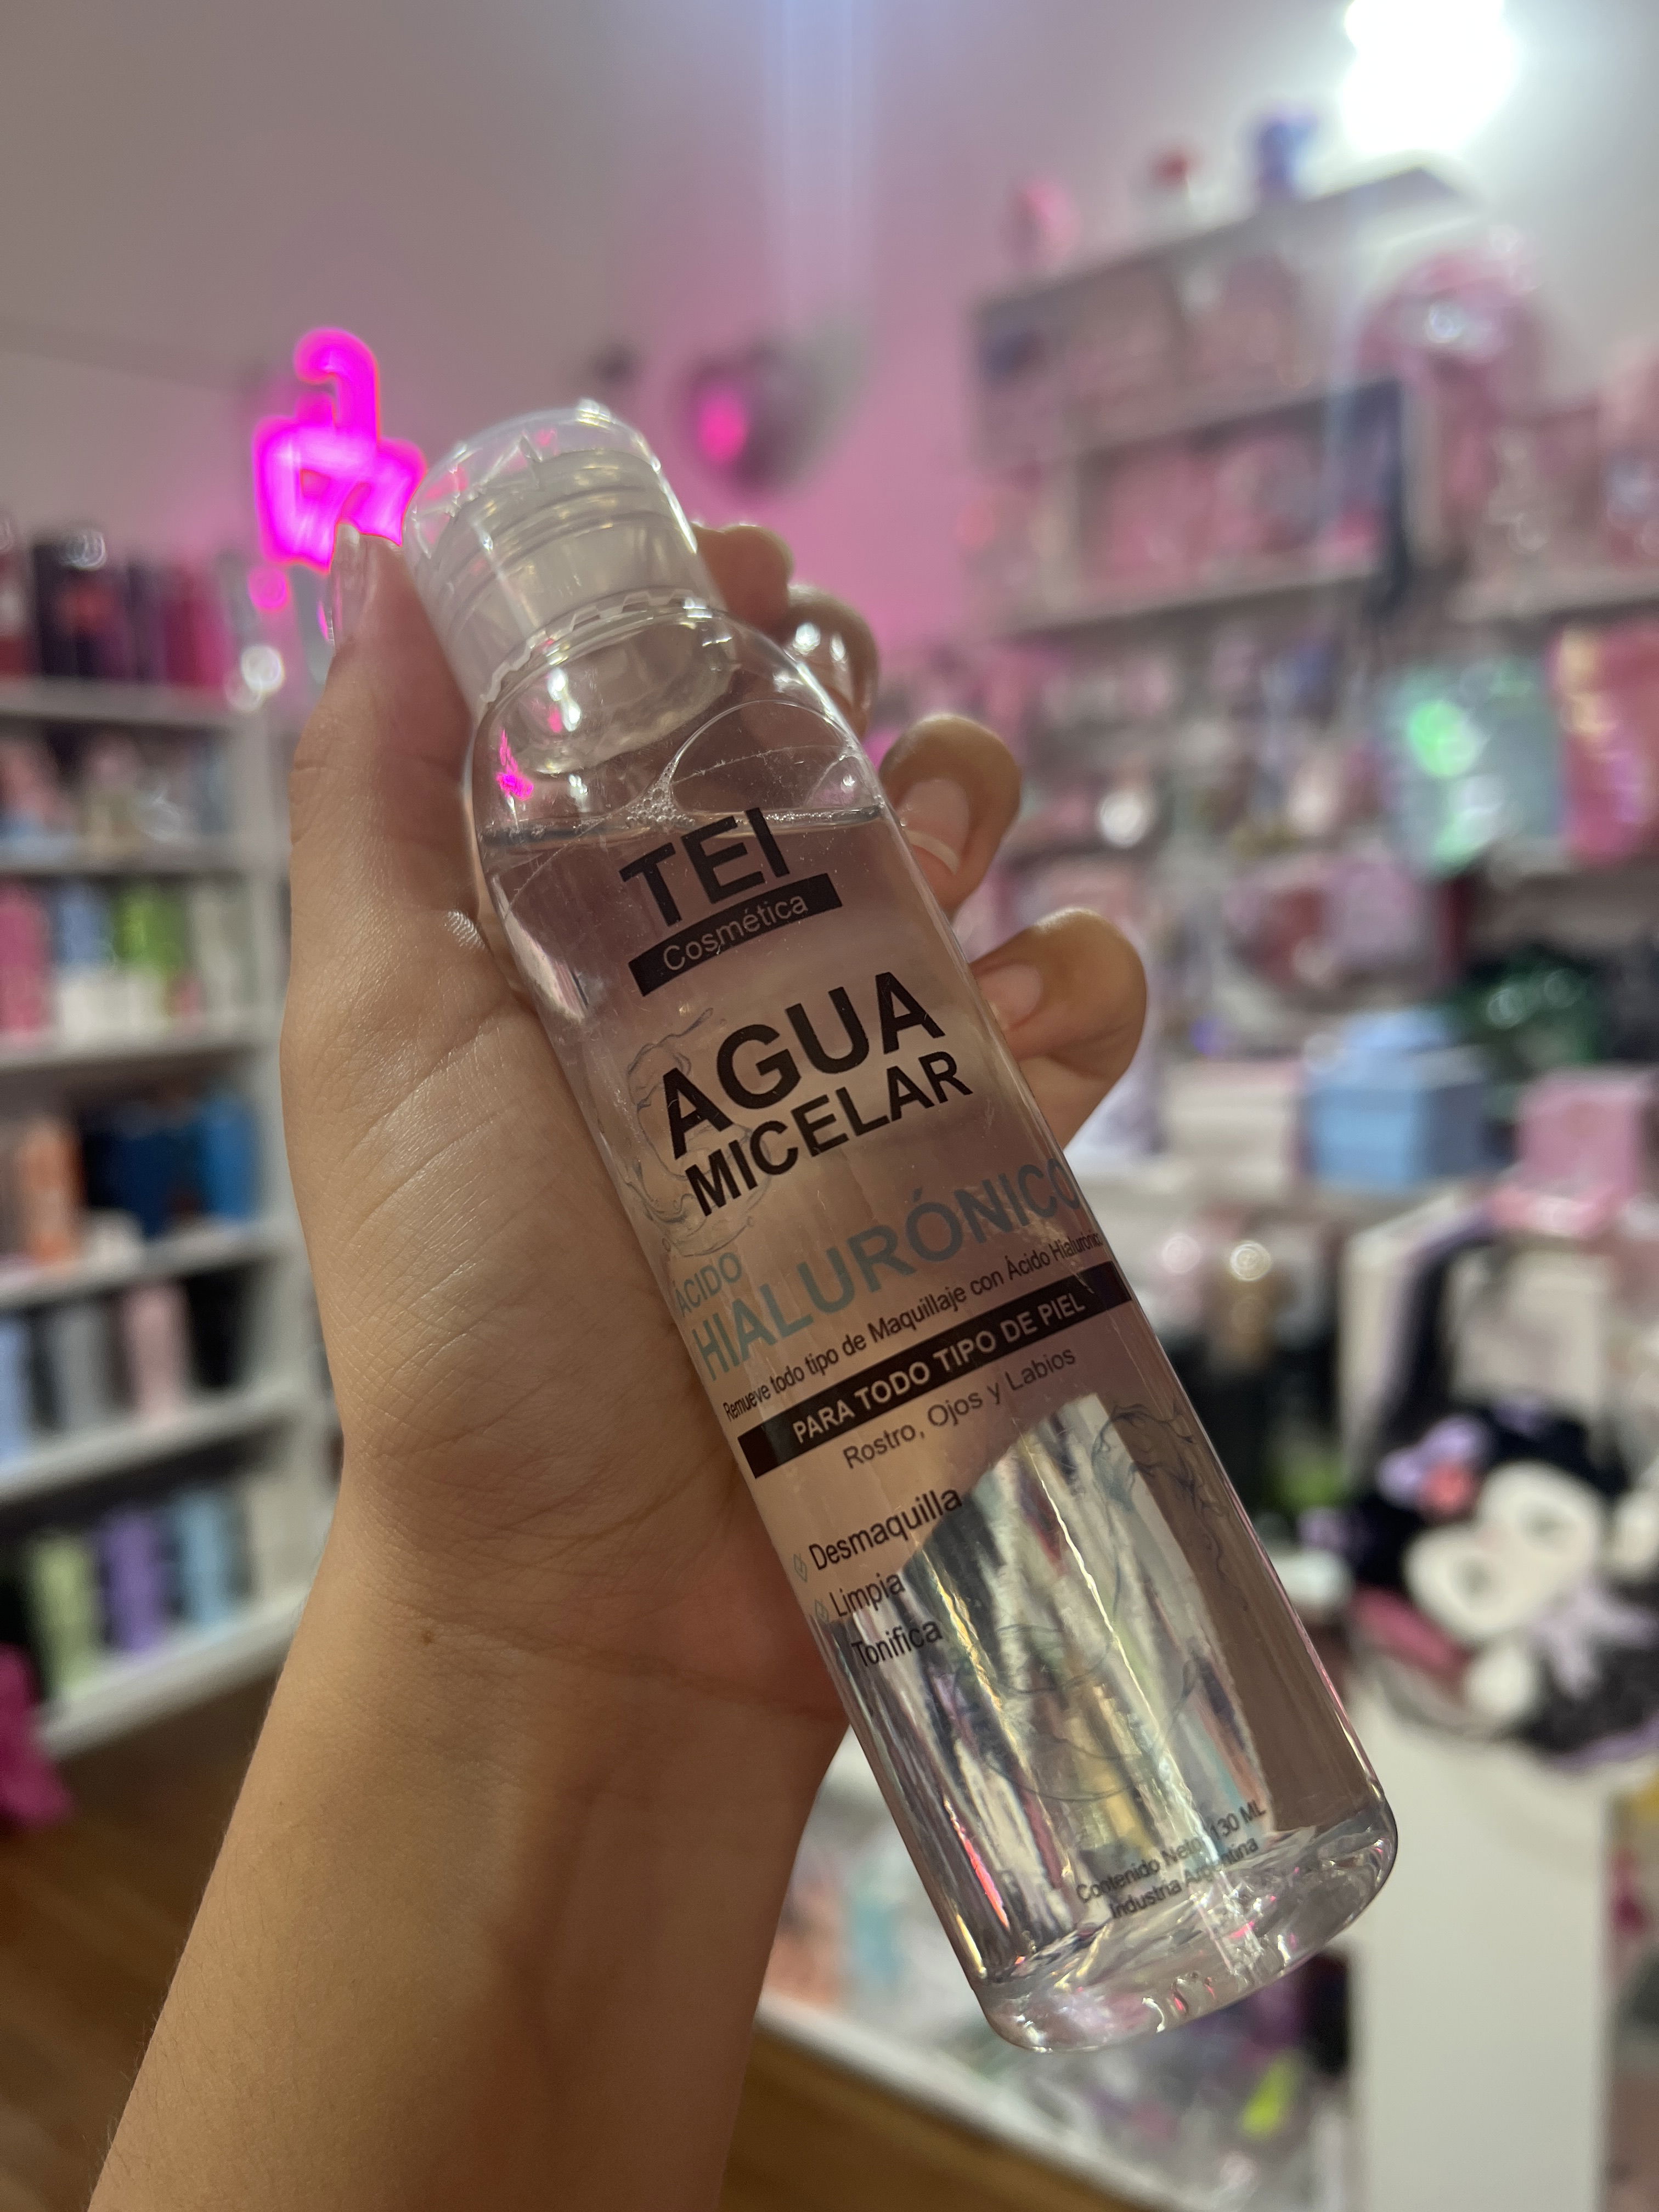 TEI
Cosmética
AGUA
MICELAR
ÁCIDO
HIALURÓNICO
Remueve todo tipo de Maquillaje con Ácido Hialurónico
PARA TODO TIPO DE PIEL
Rostro, Ojos y Labios
Desmaquilla
Limpia
Tonifica
Contenido Neto: 130 ML
Industria Argentina